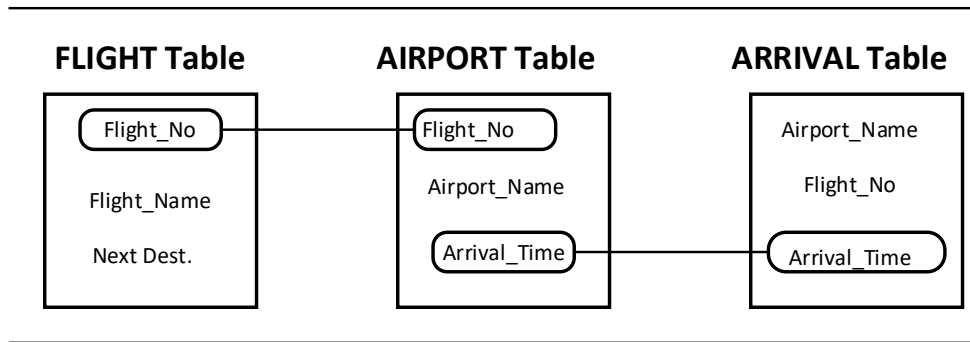 FLIGHT Table
AIRPORT Table
ARRIVAL Table
Flight_No
Flight_Name
Next Dest.
Flight_No
Airport_Name
Arrival_Time
Airport_Name
Flight_No
Arrival_Time